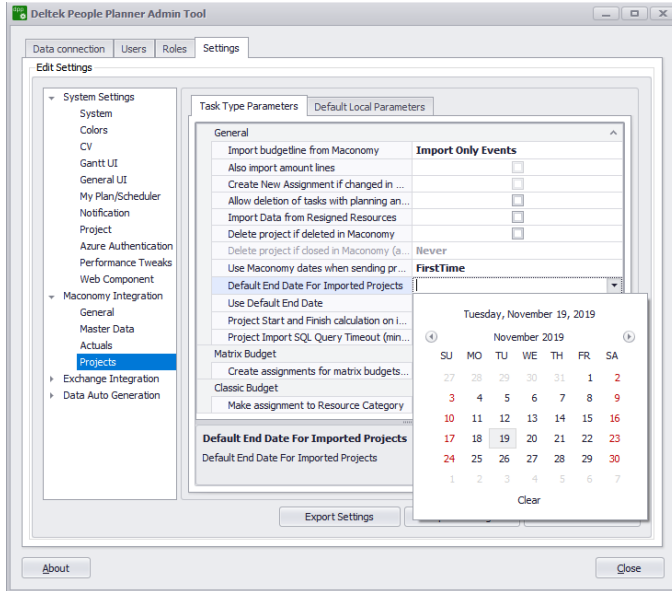 Deltek People Planner Admin Tool
Data connection Users Roles Settings
Edit Settings
System Settings
System
Colors
CV
Gantt UI
General UI
My Plan/Scheduler
Notification
Project
Azure Authentication
Performance Tweaks
Web Component
Maconomy Integration
General
Master Data
Actuals
Projects
Exchange Integration
Data Auto Generation
Task Type Parameters Default Local Parameters
General
Import budgetline from Maconomy Import Only Events
Also import amount lines
Create New Assignment if changed in ...
Allow deletion of tasks with planning an...
Import Data from Resigned Resources
Delete project if deleted in Maconomy
Delete project if closed in Maconomy (a... Never
Use Maconomy dates when sending pr... FirstTime
Default End Date For Imported Projects
Use Default End Date
Project Start and Finish calculation on i...
Project Import SQL Query Timeout (min...
Matrix Budget
Create assignments for matrix budgets...
Classic Budget
Make assignment to Resource Category
Tuesday, November 19, 2019
November 2019
SU MO TU WE TH FR SA
27 28 29 30 31 1 2
3 4 5 6 7 8 9
10 11 12 13 14 15 16
17 18 19 20 21 22 23
24 25 26 27 28 29 30
1 2 3 4 5 6 7
Clear
Default End Date For Imported Projects
Default End Date For Imported Projects
Export Settings
About Close